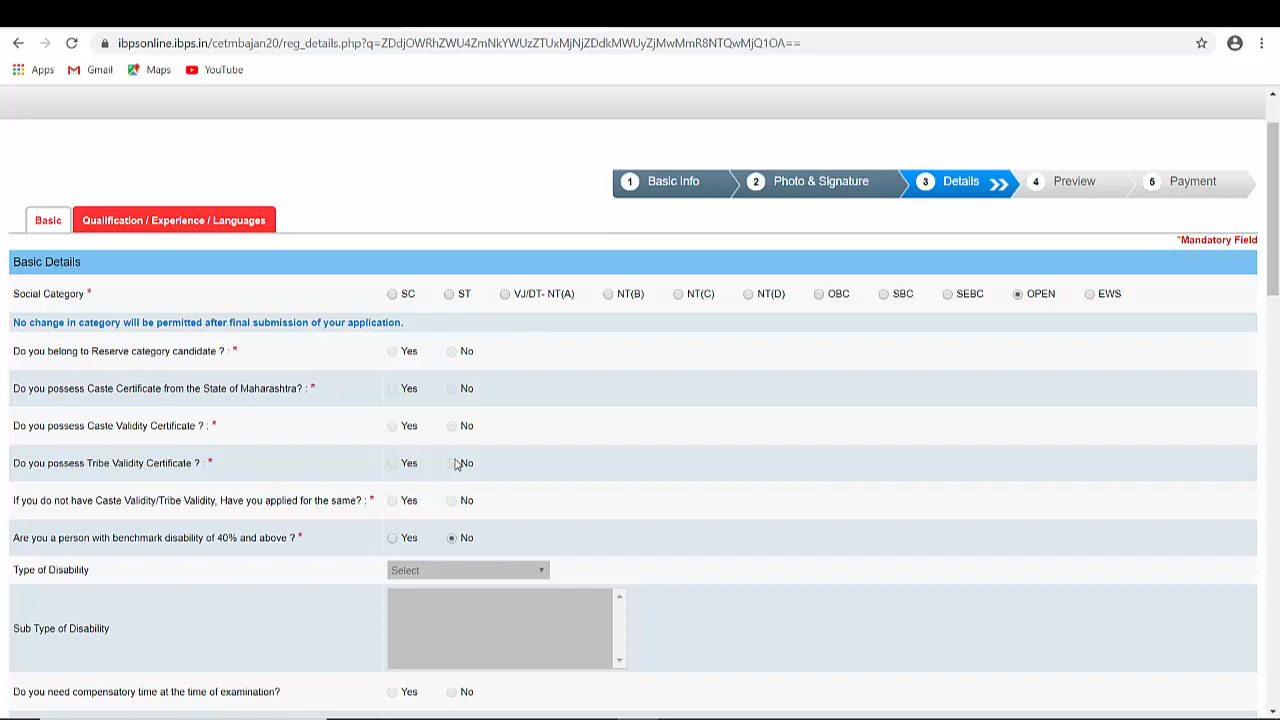 ibpsonline.ibps.in/cetmbajan20/reg_details.php?q=ZDdjOWRhZWU4ZmNkYWUzZTUxMjNjZDdkMWUyZjMwMmR8NTQwMjQ1OA==
Apps Gmail Maps YouTube
1 Basic Info 2 Photo & Signature 3 Details 4 Preview 5 Payment
Basic Qualification / Experience / Languages
*Mandatory Field
Basic Details
Social Category * SC ST VJ/DT- NT(A) NT(B) NT(C) NT(D) OBC SBC SEBC OPEN EWS
No change in category will be permitted after final submission of your application.
Do you belong to Reserve category candidate ? : * Yes No
Do you possess Caste Certificate from the State of Maharashtra? : * Yes No
Do you possess Caste Validity Certificate ? : * Yes No
Do you possess Tribe Validity Certificate ? : * Yes No
If you do not have Caste Validity/Tribe Validity, Have you applied for the same? : * Yes No
Are you a person with benchmark disability of 40% and above ? * Yes No
Type of Disability Select
Sub Type of Disability
Do you need compensatory time at the time of examination? Yes No